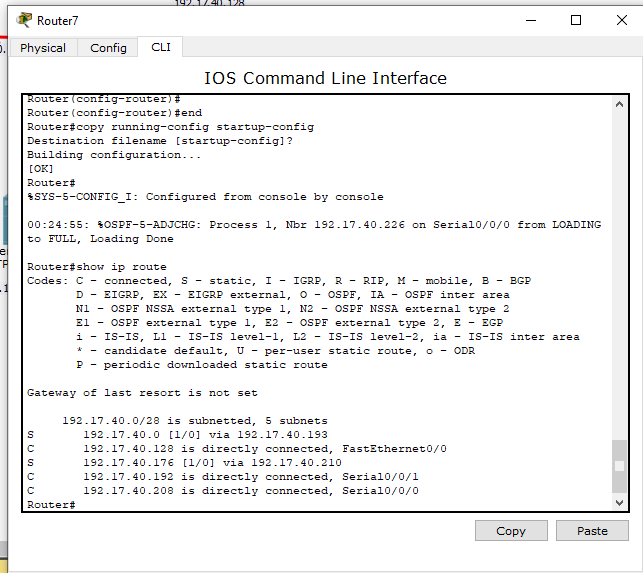 192.17.40.128
Router7
Physical Config CLI
IOS Command Line Interface
Router(config-router)#
Router(config-router)#end
Router#copy running-config startup-config
Destination filename [startup-config]?
Building configuration...
[OK]
Router#
%SYS-5-CONFIG_I: Configured from console by console
00:24:55: %OSPF-5-ADJCHG: Process 1, Nbr 192.17.40.226 on Serial0/0/0 from LOADING
to FULL, Loading Done
Router#show ip route
Codes: C - connected, S - static, I - IGRP, R - RIP, M - mobile, B - BGP
D - EIGRP, EX - EIGRP external, O - OSPF, IA - OSPF inter area
N1 - OSPF NSSA external type 1, N2 - OSPF NSSA external type 2
E1 - OSPF external type 1, E2 - OSPF external type 2, E - EGP
i - IS-IS, L1 - IS-IS level-1, L2 - IS-IS level-2, ia - IS-IS inter area
* - candidate default, U - per-user static route, o - ODR
P - periodic downloaded static route
Gateway of last resort is not set
192.17.40.0/28 is subnetted, 5 subnets
S 192.17.40.0 [1/0] via 192.17.40.193
C 192.17.40.128 is directly connected, FastEthernet0/0
S 192.17.40.176 [1/0] via 192.17.40.210
C 192.17.40.192 is directly connected, Serial0/0/1
C 192.17.40.208 is directly connected, Serial0/0/0
Router#
Copy Paste